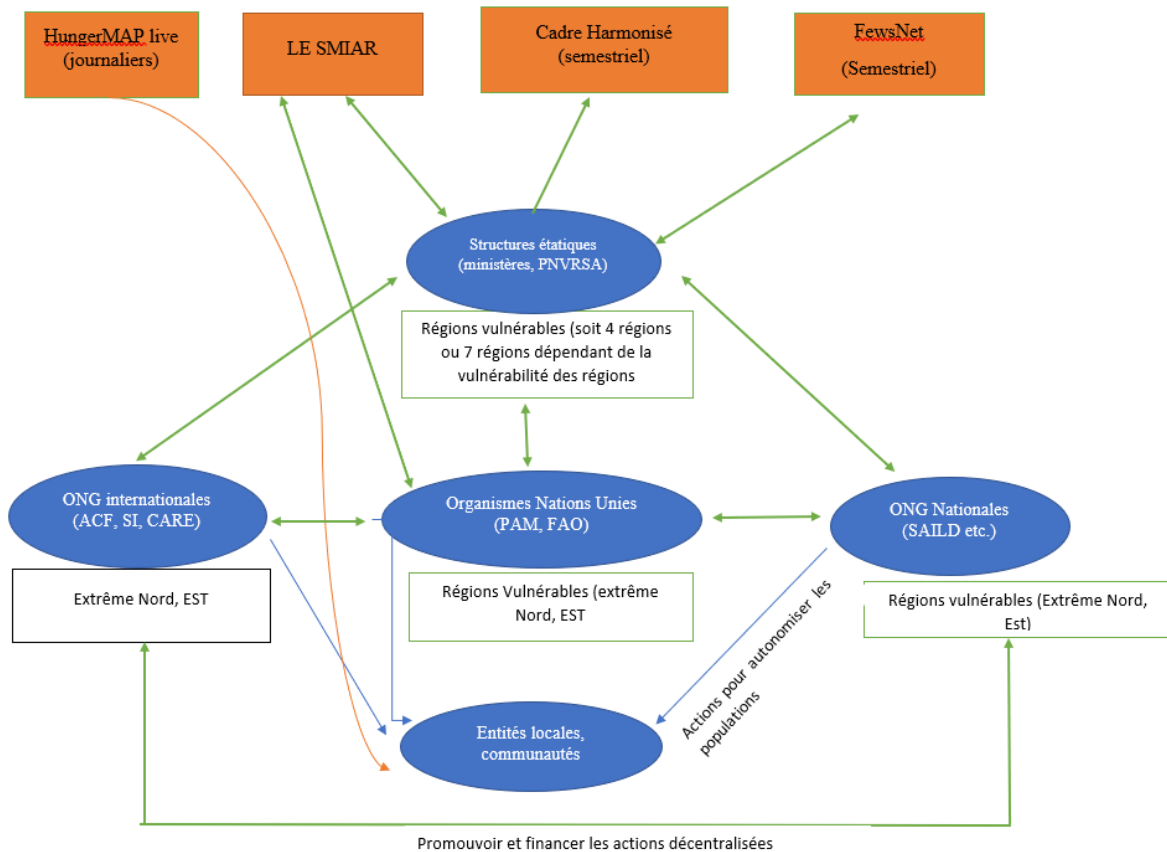 HungerMAP live
(journaliers)
LE SMIAR
Cadre Harmonisé
(semestriel)
FewsNet
(Semestriel)
Structures étatiques
(ministères, PNVRSA)
Régions vulnérables (soit 4 régions
ou 7 régions dépendant de la
vulnérabilité des régions
ONG internationales
(ACF, SI, CARE)
Organismes Nations Unies
(PAM, FAO)
ONG Nationales
(SAILD etc.)
Extrême Nord, EST
Régions Vulnérables (extrême
Nord, EST
Régions vulnérables (Extrême Nord,
Est)
Actions pour autonomiser les
populations
Entités locales,
communautés
Promouvoir et financer les actions décentralisées